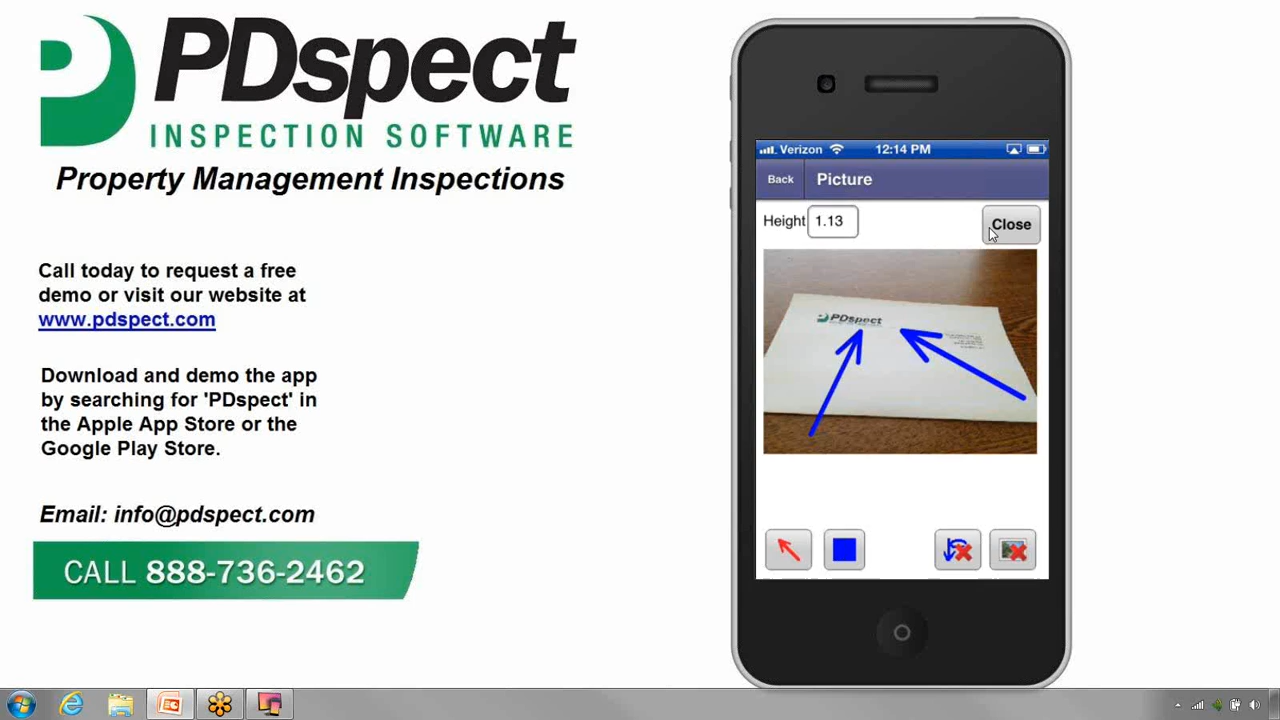 PDspect
INSPECTION SOFTWARE
Property Management Inspections
Call today to request a free
demo or visit our website at
www.pdspect.com
Download and demo the app
by searching for 'PDspect' in
the Apple App Store or the
Google Play Store.
Email: info@pdspect.com
CALL 888-736-2462
Verizon
12:14 PM
Back
Picture
Height
1.13
Close
PDspect